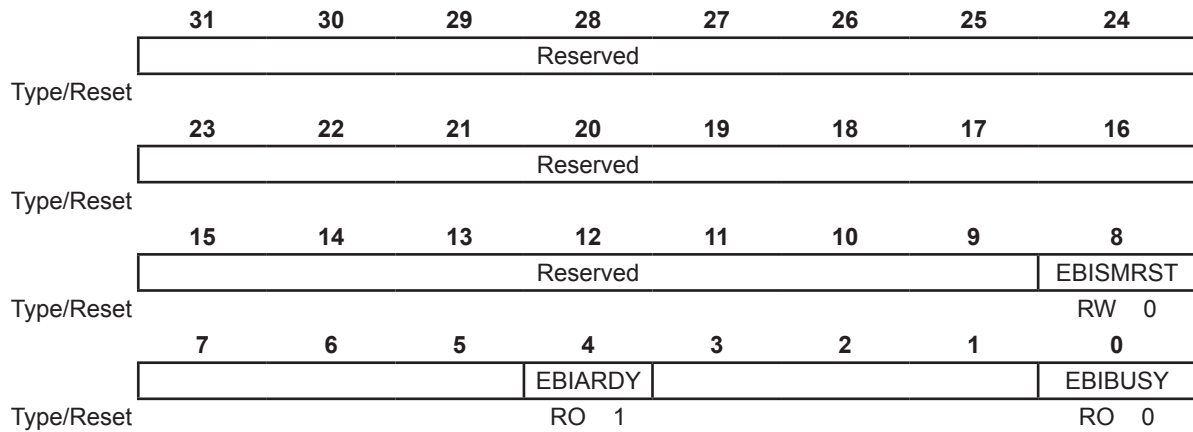 31 30 29 28 27 26 25 24
Reserved
Type/Reset
23 22 21 20 19 18 17 16
Reserved
Type/Reset
15 14 13 12 11 10 9 8
Reserved EBISMRST
Type/Reset RW 0
7 6 5 4 3 2 1 0
EBIARDY EBIBUSY
Type/Reset RO 1 RO 0